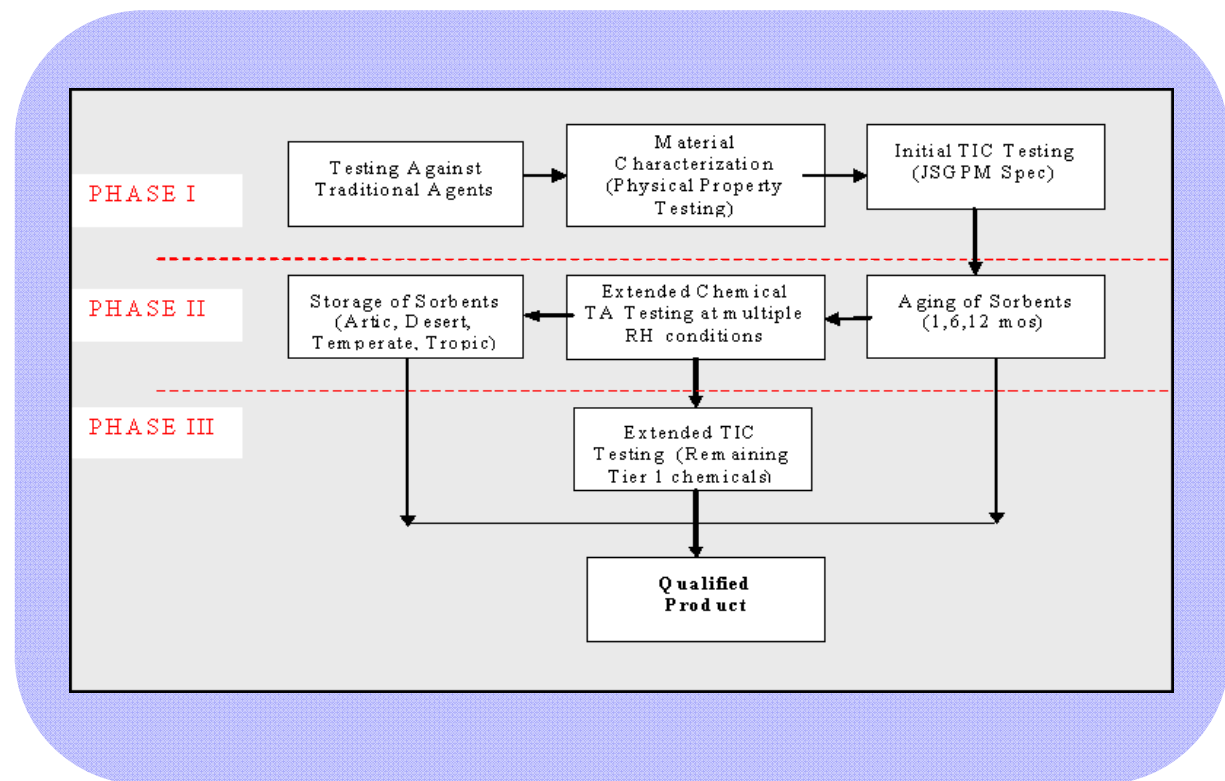 PHASE I
Testing Against
Traditional Agents
Material
Characterization
(Physical Property
Testing)
Initial TIC Testing
(JSGPM Spec)
PHASE II
Storage of Sorbents
(Artic, Desert,
Temperate, Tropic)
Extended Chemical
TA Testing at multiple
RH conditions
Aging of Sorbents
(1,6,12 mos)
PHASE III
Extended TIC
Testing (Remaining
Tier 1 chemicals)
Qualified
Product